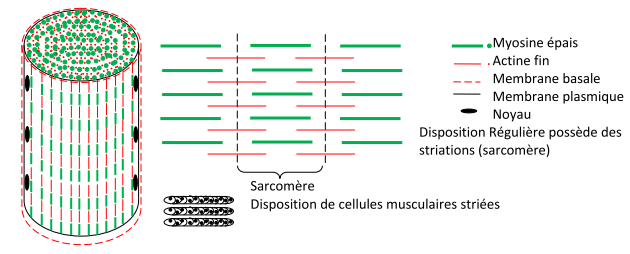 Myosine épais
Actine fin
Membrane basale
Membrane plasmique
Noyau
Disposition Régulière possède des
striations (sarcomère)
Sarcomère
Disposition de cellules musculaires striées